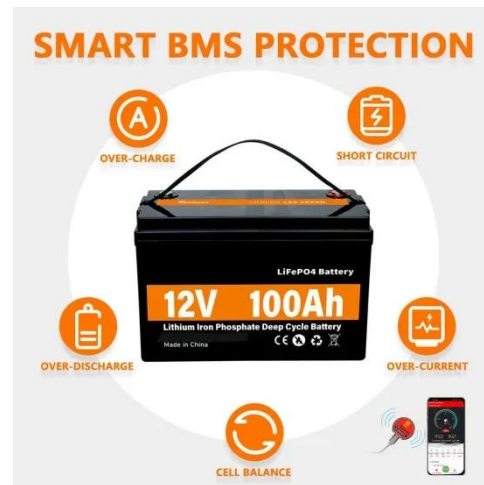 SMART BMS PROTECTION
OVER-CHARGE
SHORT CIRCUIT
LiFePO4 Battery
12V 100Ah
Lithium Iron Phosphate Deep Cycle Battery
Made in China
CE
OVER-DISCHARGE
OVER-CURRENT
CELL BALANCE